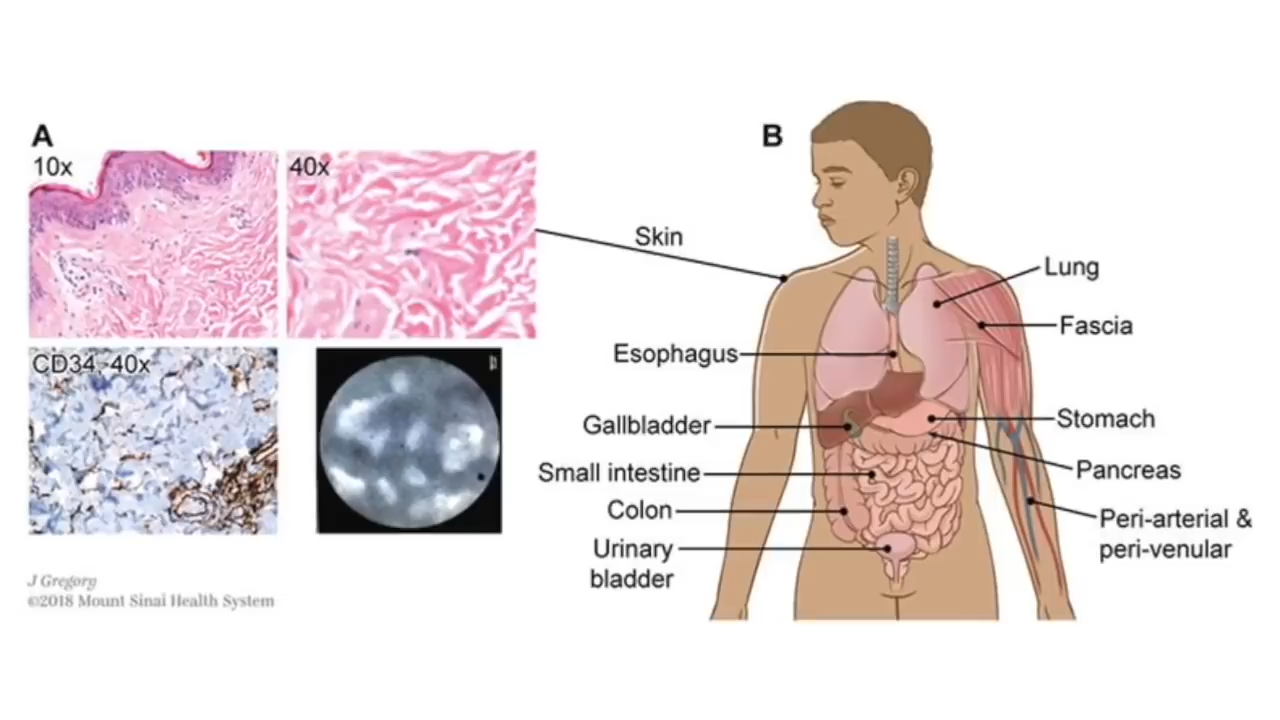 A
10x
40x
CD34 40x
J Gregory
©2018 Mount Sinai Health System
B
Skin
Lung
Fascia
Esophagus
Gallbladder
Stomach
Small intestine
Pancreas
Colon
Peri-arterial &
peri-venular
Urinary
bladder